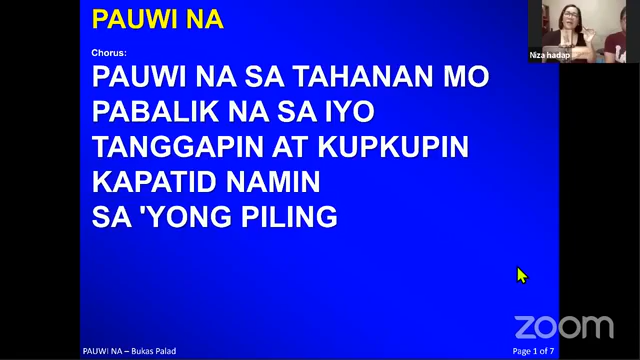 PAUWI NA
Chorus:
PAUWI NA SA TAHANAN MO
PABALIK NA SA IYO
TANGGAPIN AT KUPKUPIN
KAPATID NAMIN
SA 'YONG PILING
Niza hadap
zoom
PAUWI NA – Bukas Palad
Page 1 of 7